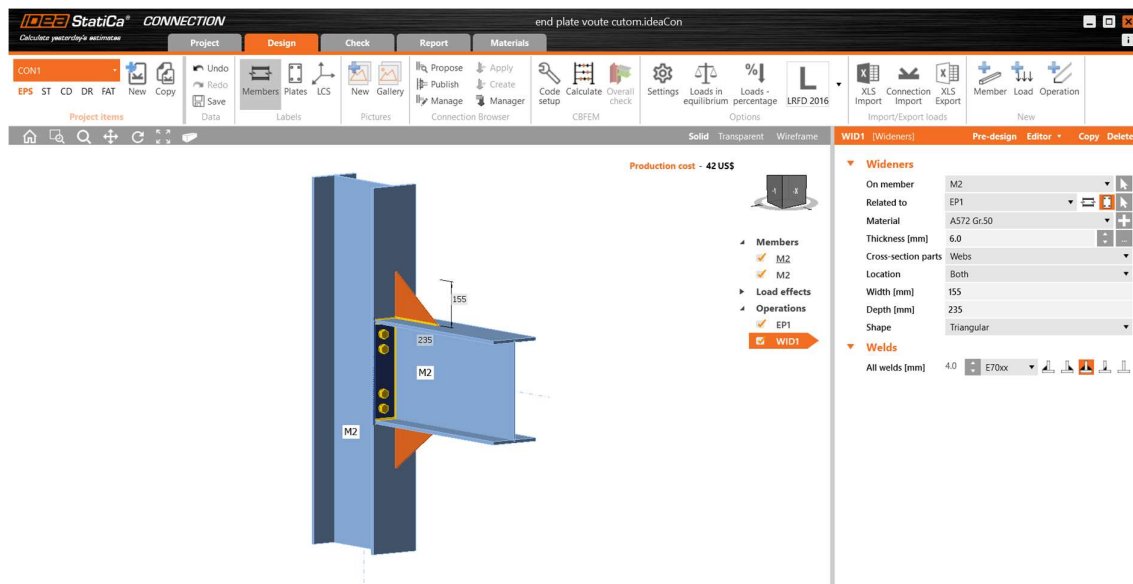 IDEA StatiCa® CONNECTION
end plate voute cutom.ideaCon
Calculate yesterday's estimates
Project Design Check Report Materials
CON1
EPS ST CD DR FAT
New Copy
Undo
Redo
Save
Members Plates LCS
New Gallery
Propose Apply
Publish Create
Manage Manager
Code setup Calculate Overall check
Settings Loads in equilibrium Loads - percentage LRFD 2016
XLS Import Connection Import XLS Export
Member Load Operation
Project items Data Labels Pictures Connection Browser CBFEM Options Import/Export loads New
Solid Transparent Wireframe
WID1 [Wideners] Pre-design Editor Copy Delete
Production cost - 42 US$
-Y -X
Members
M2
M2
Load effects
Operations
EP1
WID1
155
235
M2
M2
Wideners
On member M2
Related to EP1
Material A572 Gr.50
Thickness [mm] 6.0
Cross-section parts Webs
Location Both
Width [mm] 155
Depth [mm] 235
Shape Triangular
Welds
All welds [mm] 4.0 E70xx